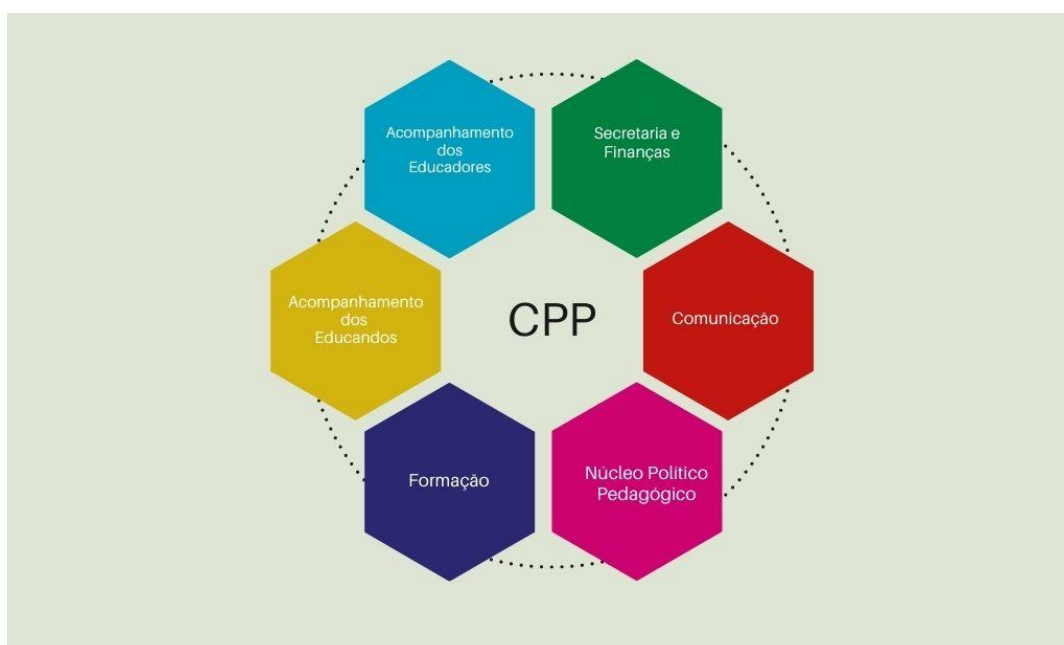 Acompanhamento
dos
Educadores
Secretaria e
Finanças
Acompanhamento
dos
Educandos
CPP
Comunicação
Formação
Núcleo Político
Pedagógico